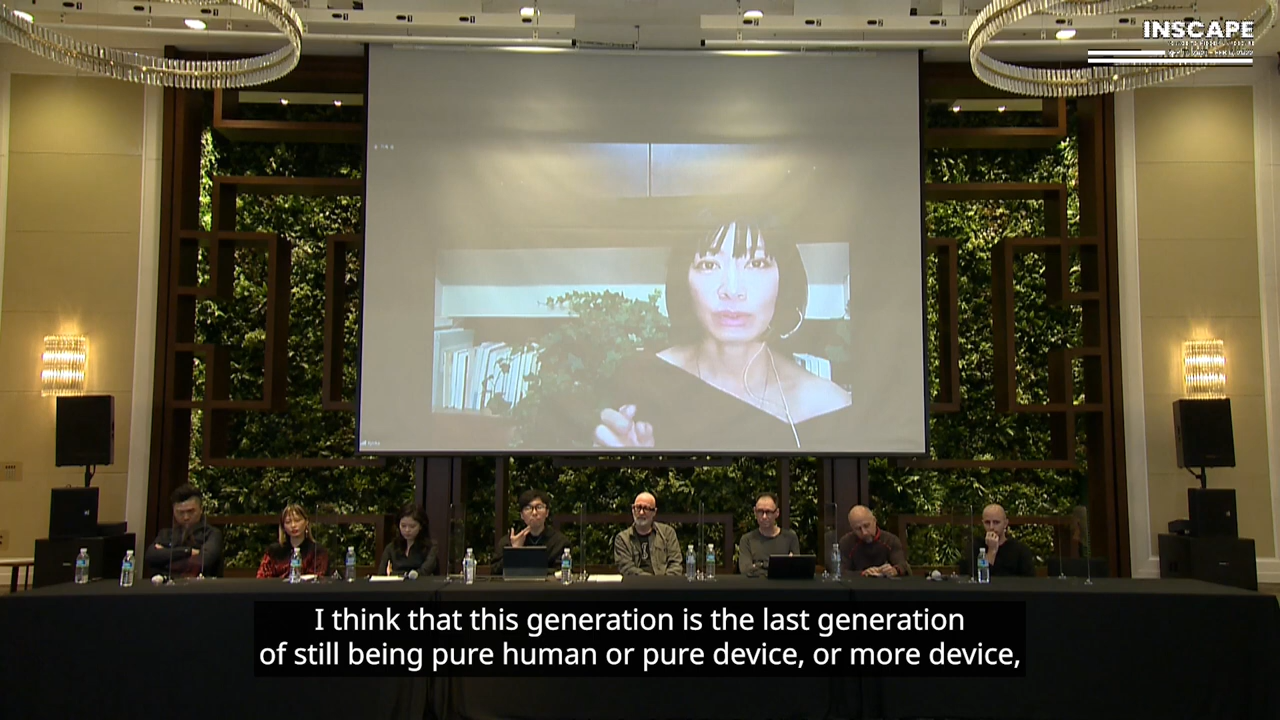 INSCAPE
I think that this generation is the last generation
of still being pure human or pure device, or more device,